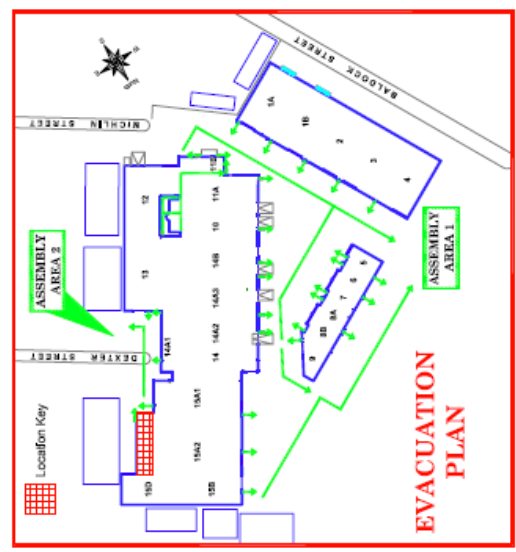 BALDOCK STREET
MICHLIN STREET
1A
1B
2
3
4
11B
11A
12
10
13
14B
14A3
14A2
14
14A1
15A1
15A2
15B
15D
5
6
7
8A
8B
9
ASSEMBLY
AREA 1
ASSEMBLY
AREA 2
DEXTER STREET
Location Key
EVACUATION
PLAN